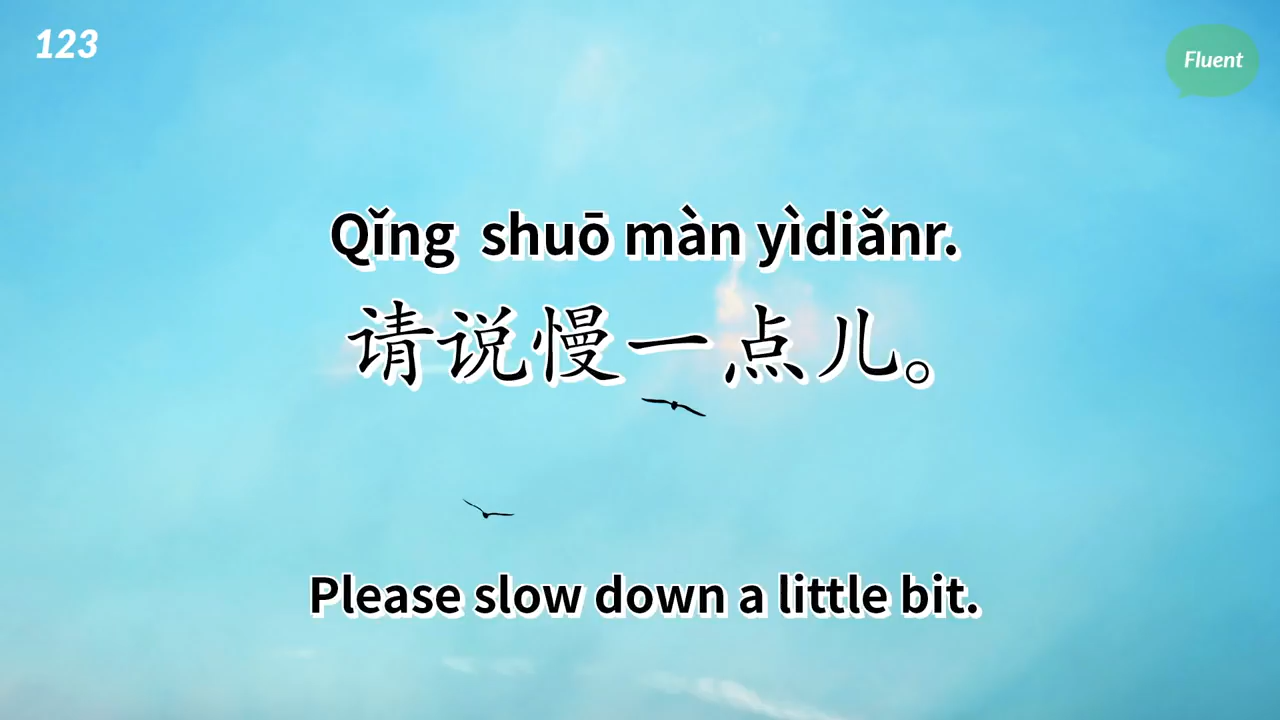 123
Fluent
Qǐng shuō màn yìdiǎnr.
请说慢一点儿。
Please slow down a little bit.